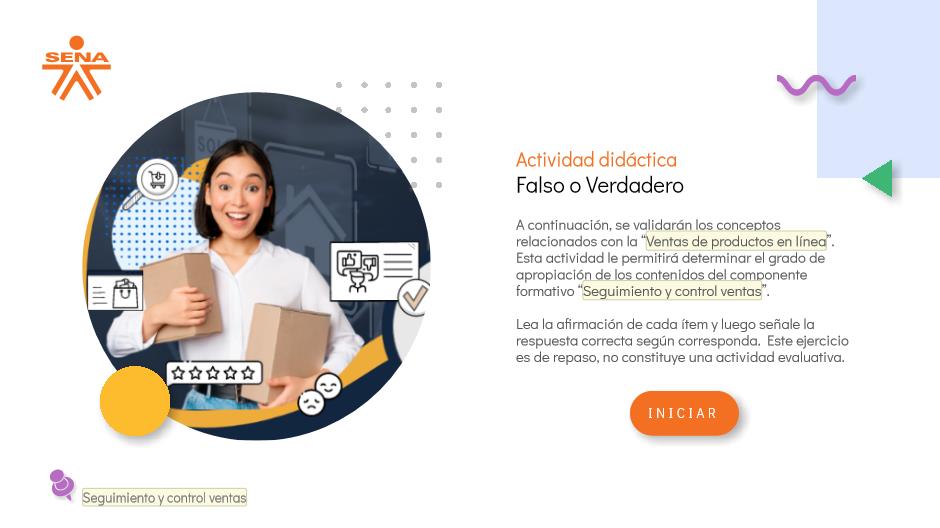 SENA
SOLD
Actividad didáctica
Falso o Verdadero
A continuación, se validarán los conceptos
relacionados con la “Ventas de productos en línea”.
Esta actividad le permitirá determinar el grado de
apropiación de los contenidos del componente
formativo “Seguimiento y control ventas”.
Lea la afirmación de cada ítem y luego señale la
respuesta correcta según corresponda. Este ejercicio
es de repaso, no constituye una actividad evaluativa.
INICIAR
Seguimiento y control ventas